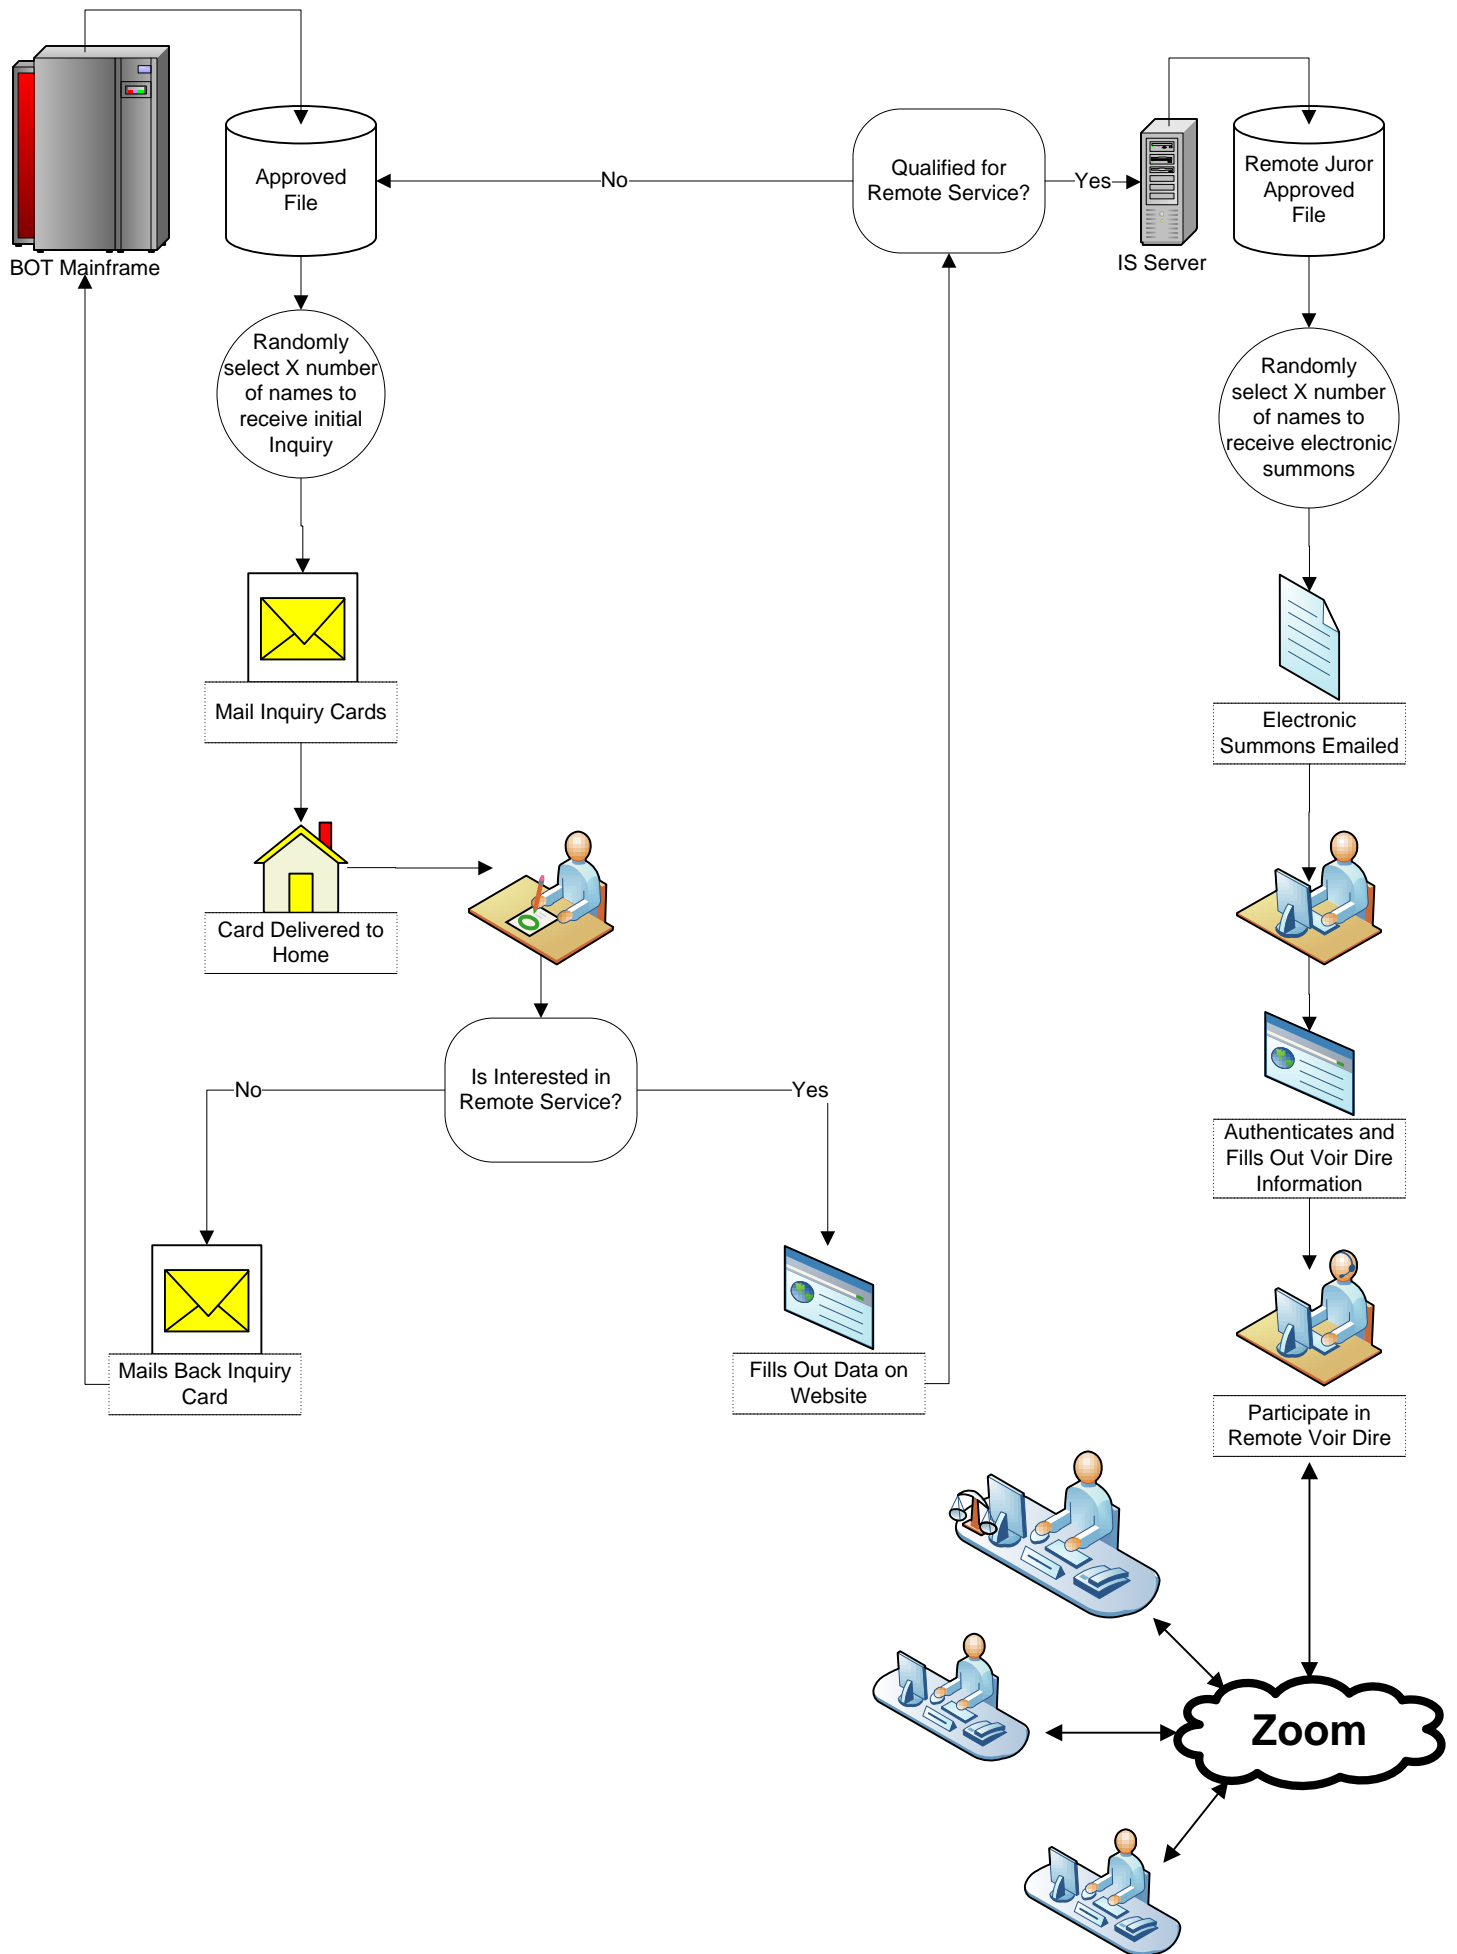 BOT Mainframe
Approved
File
No
Qualified for
Remote Service?
Yes
IS Server
Remote Juror
Approved
File
Randomly
select X number
of names to
receive initial
Inquiry
Randomly
select X number
of names to
receive electronic
summons
Mail Inquiry Cards
Electronic
Summons Emailed
Card Delivered to
Home
Is Interested in
Remote Service?
No
Yes
Authenticates and
Fills Out Voir Dire
Information
Mails Back Inquiry
Card
Fills Out Data on
Website
Participate in
Remote Voir Dire
Zoom